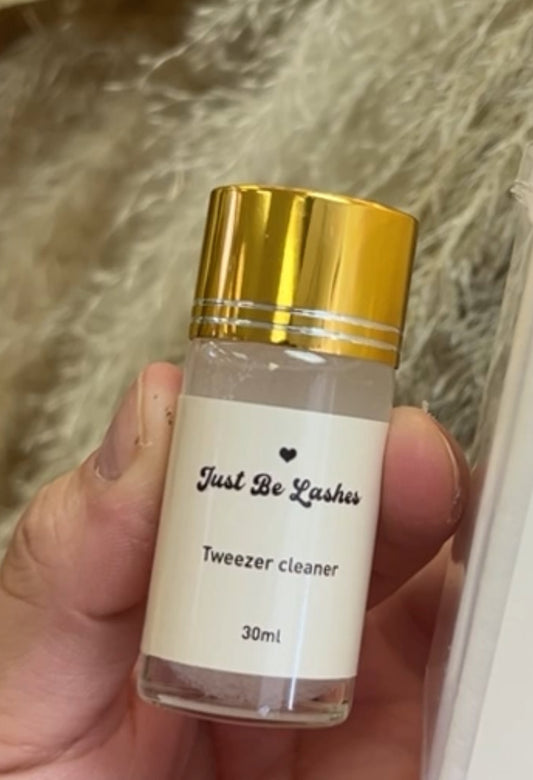 Just Be Lashes
Tweezer cleaner
30ml